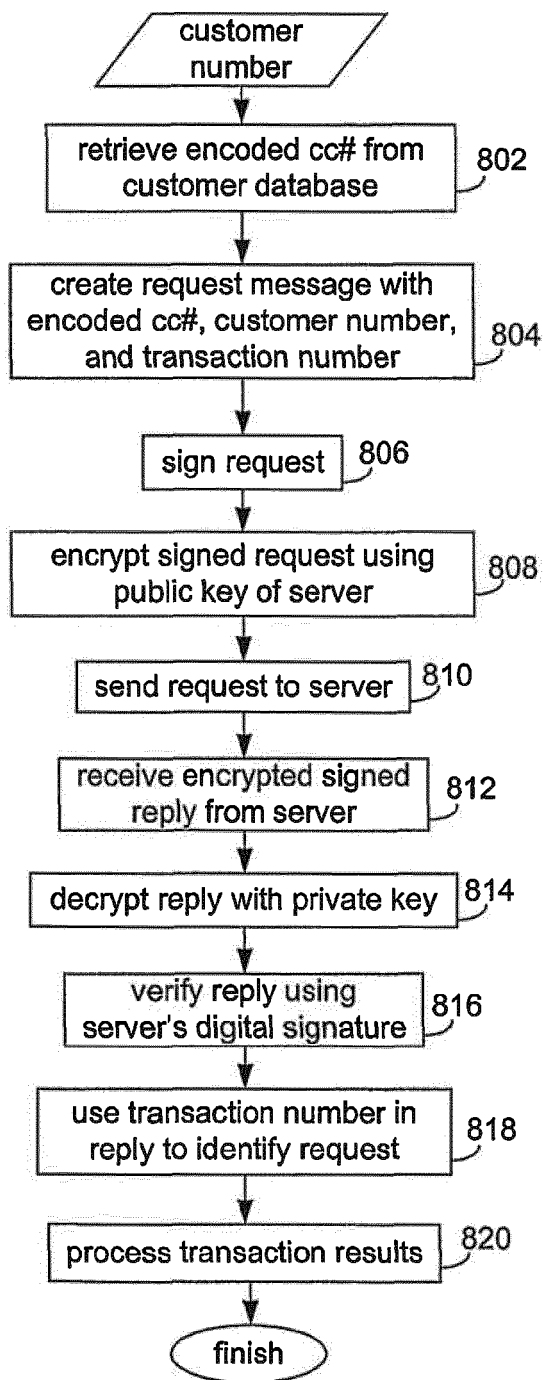 customer
number
retrieve encoded cc# from
customer database
802
create request message with
encoded cc#, customer number,
and transaction number
804
sign request
806
encrypt signed request using
public key of server
808
send request to server
810
receive encrypted signed
reply from server
812
decrypt reply with private key
814
verify reply using
server's digital signature
816
use transaction number in
reply to identify request
818
process transaction results
820
finish